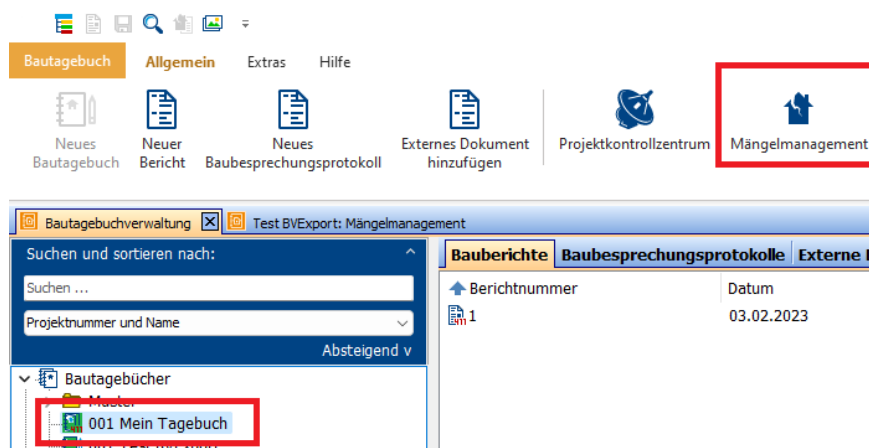 Bautagebuch Allgemein Extras Hilfe
Neues Bautagebuch
Neuer Bericht
Neues Baubesprechungsprotokoll
Externes Dokument hinzufügen
Projektkontrollzentrum
Mängelmanagement
Bautagebuchverwaltung Test BVExport: Mängelmanagement
Suchen und sortieren nach:
Suchen ...
Projektnummer und Name
Absteigend v
Bautagebücher
001 Mein Tagebuch
Bauberichte Baubesprechungsprotokolle Externe
Berichtnummer Datum
1 03.02.2023